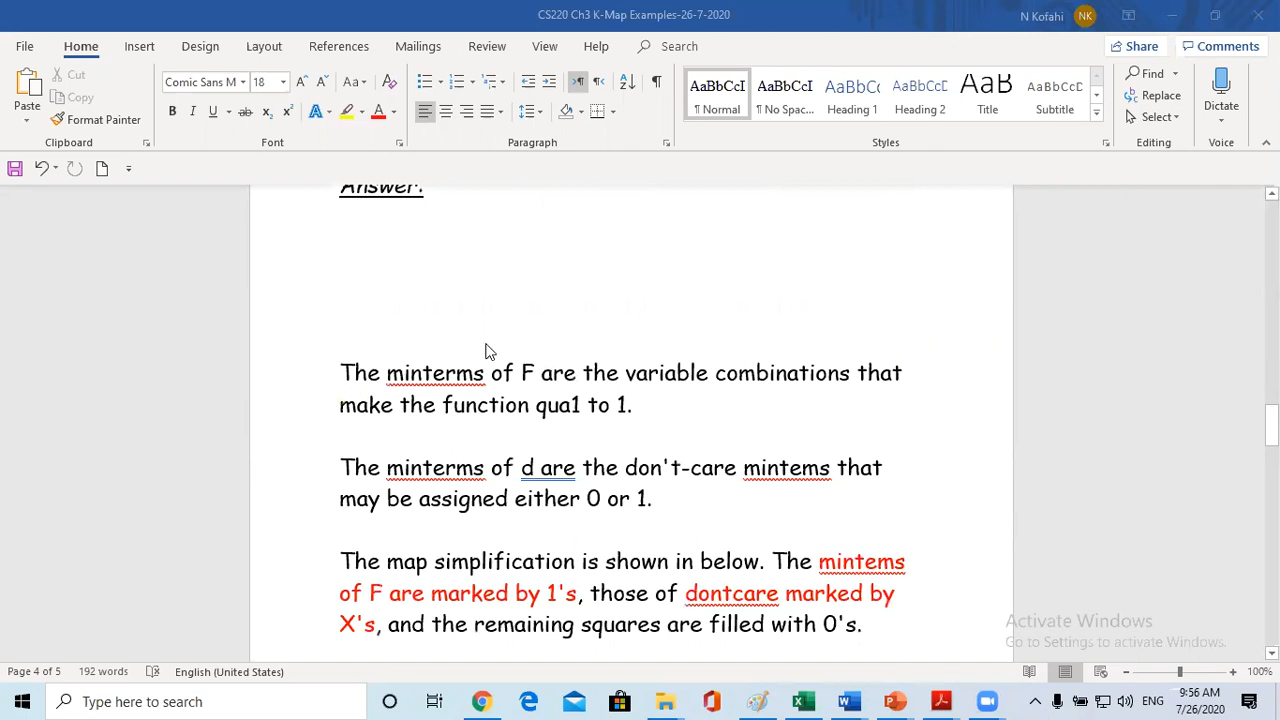 CS220 Ch3 K-Map Examples-26-7-2020
N Kofahi NK
File Home Insert Design Layout References Mailings Review View Help Search Share Comments
Paste Cut Copy Format Painter
Comic Sans M 18
AaBbCcI AaBbCcI AaBbCc AaBbCcI AaB AaBbCcI
¶ Normal ¶ No Spac... Heading 1 Heading 2 Title Subtitle
Find Replace Select
Dictate
Clipboard Font Paragraph Styles Editing Voice
Answer:
The minterms of F are the variable combinations that
make the function qua1 to 1.
The minterms of d are the don't-care mintems that
may be assigned either 0 or 1.
The map simplification is shown in below. The mintems
of F are marked by 1's, those of dontcare marked by
X's, and the remaining squares are filled with 0's.
Activate Windows
Go to Settings to activate Windows.
Page 4 of 5 192 words English (United States) 100%
Type here to search
ENG
9:56 AM
7/26/2020